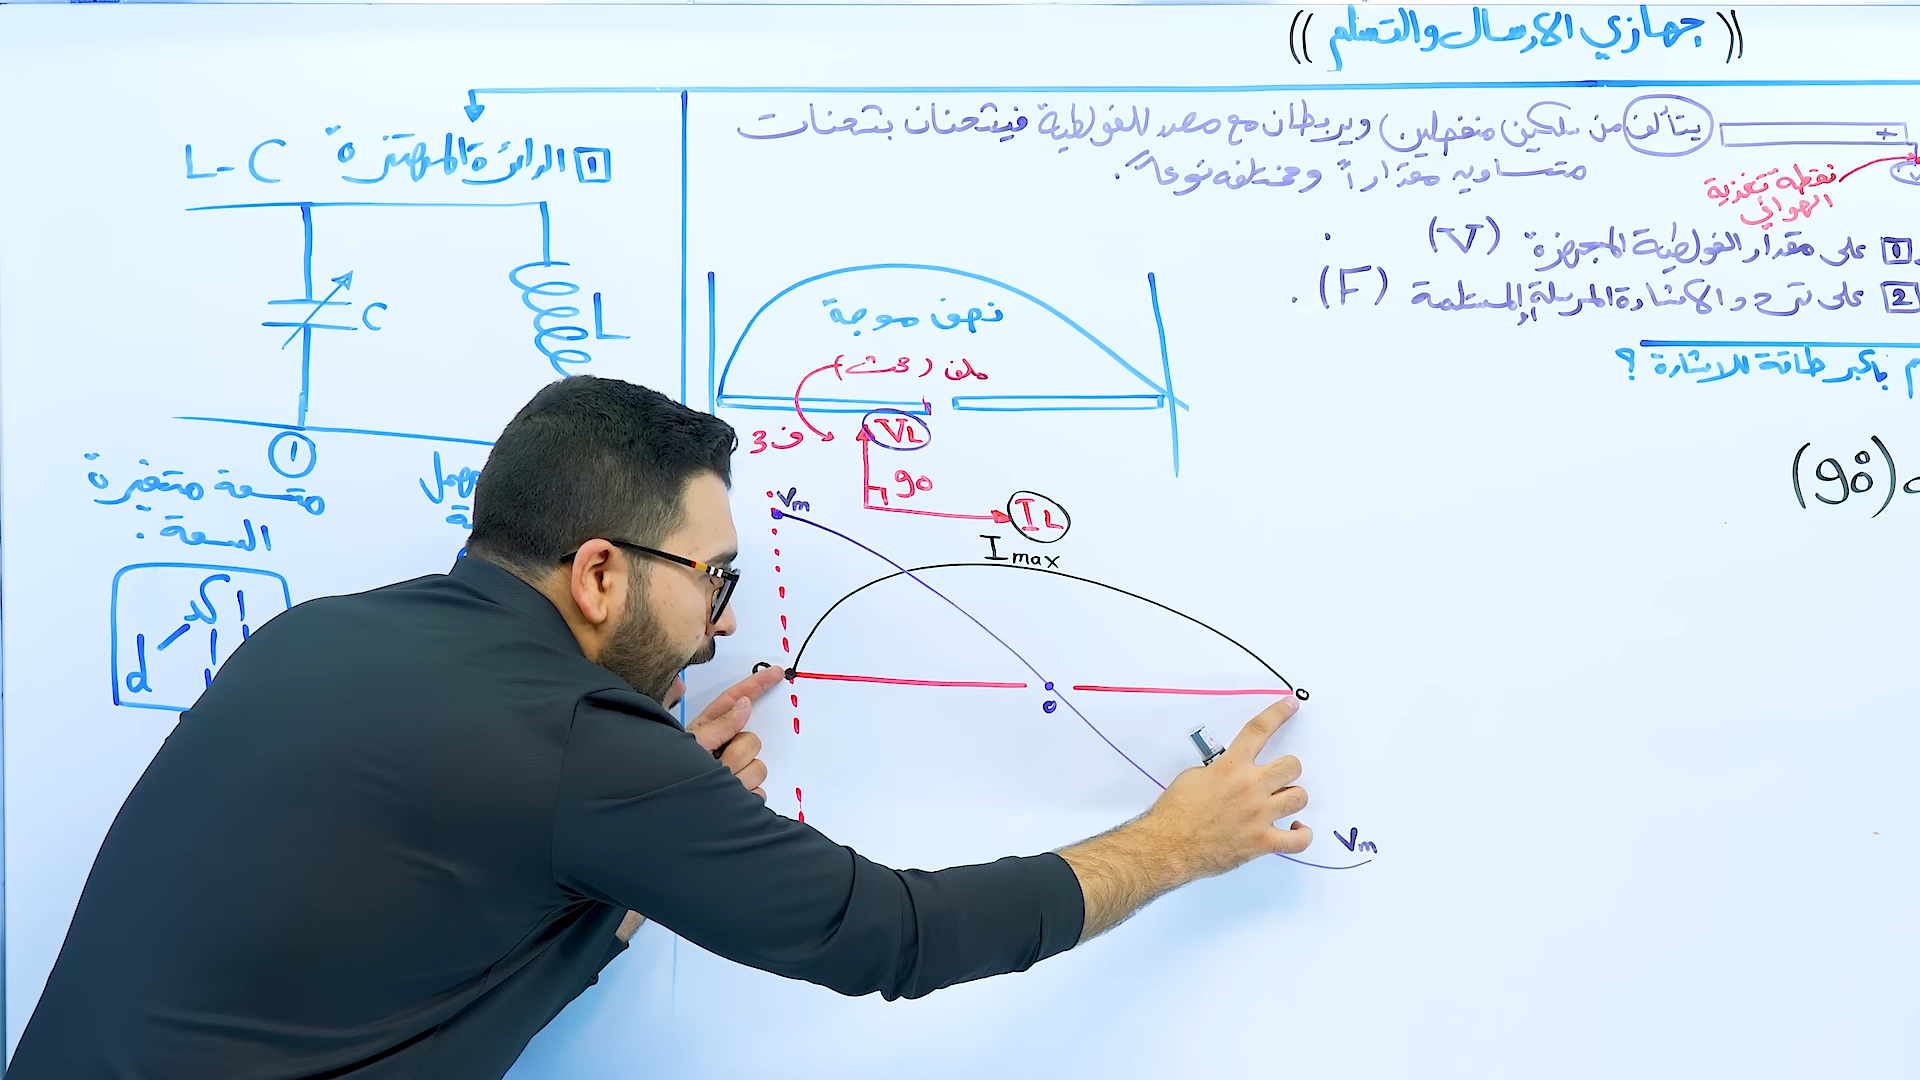 (( جهازي الارسال والتسلم ))
يتألف من سلكين منفصلين) ويربطان مع مصدر للفولطية فيشحنان بشحنات
متساويه مقداراً ومختلفه نوعاً.
+
نقطة تغذية
الهوائي
1 على مقدار الفولطية المجهزة (V)
2 على تردد الاشارة المرسلة المستلمة (F).
بأكبر طاقة للاشارة ؟
(90°)
1 الدائرة المهتزة L-C
C
L
1
متسعة متغيرة
السعة .
d
نصف موجة
ملف (حث)
ف 3
VL
90
IL
Vm
Imax
o
o
o
Vm